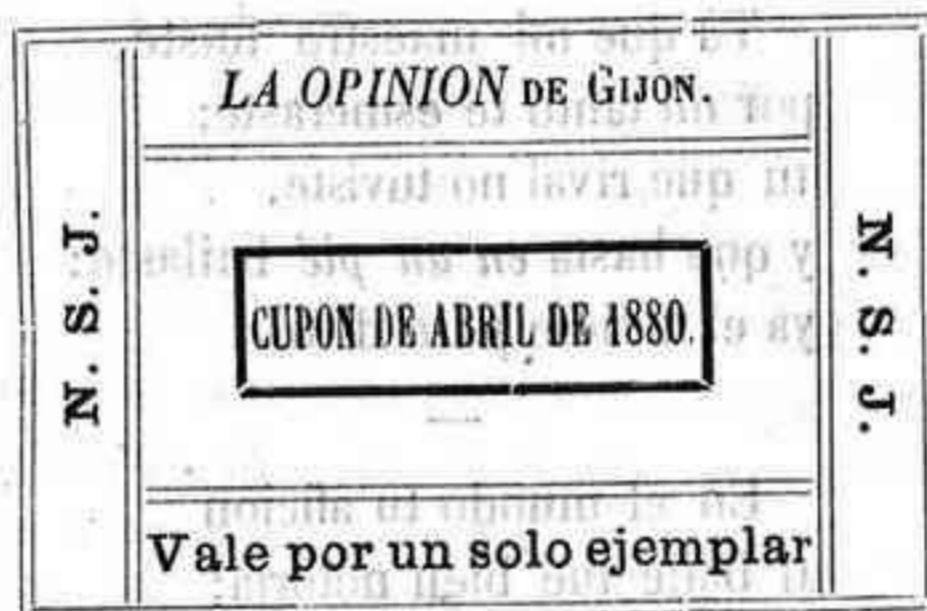 LA OPINION DE GIJON.
N. S. J.
CUPON DE ABRIL DE 1880.
N. S. J.
Vale por un solo ejemplar